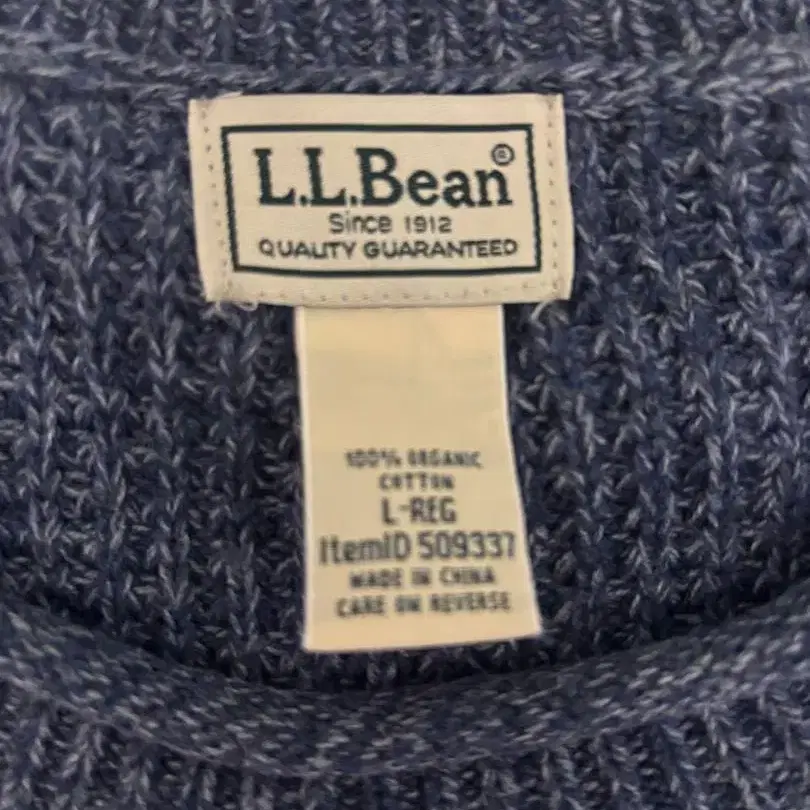 L.L.Bean®
Since 1912
QUALITY GUARANTEED
100% ORGANIC
COTTON
L-REG
ItemID 509337
MADE IN CHINA
CARE ON REVERSE